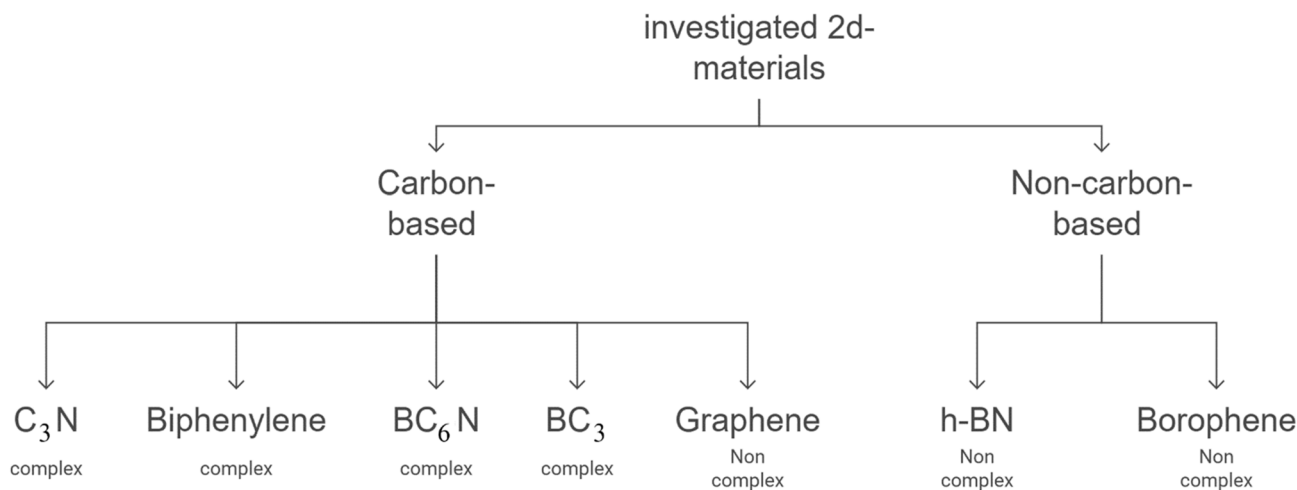 investigated 2d-
materials
Carbon-
based
Non-carbon-
based
C₃N
Biphenylene
BC₆N
BC₃
Graphene
h-BN
Borophene
complex
complex
complex
complex
Non
complex
Non
complex
Non
complex